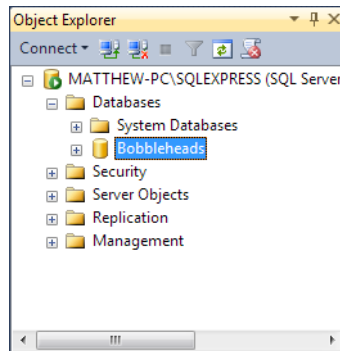 Object Explorer
Connect
MATTHEW-PC\SQLEXPRESS (SQL Server
Databases
System Databases
Bobbleheads
Security
Server Objects
Replication
Management